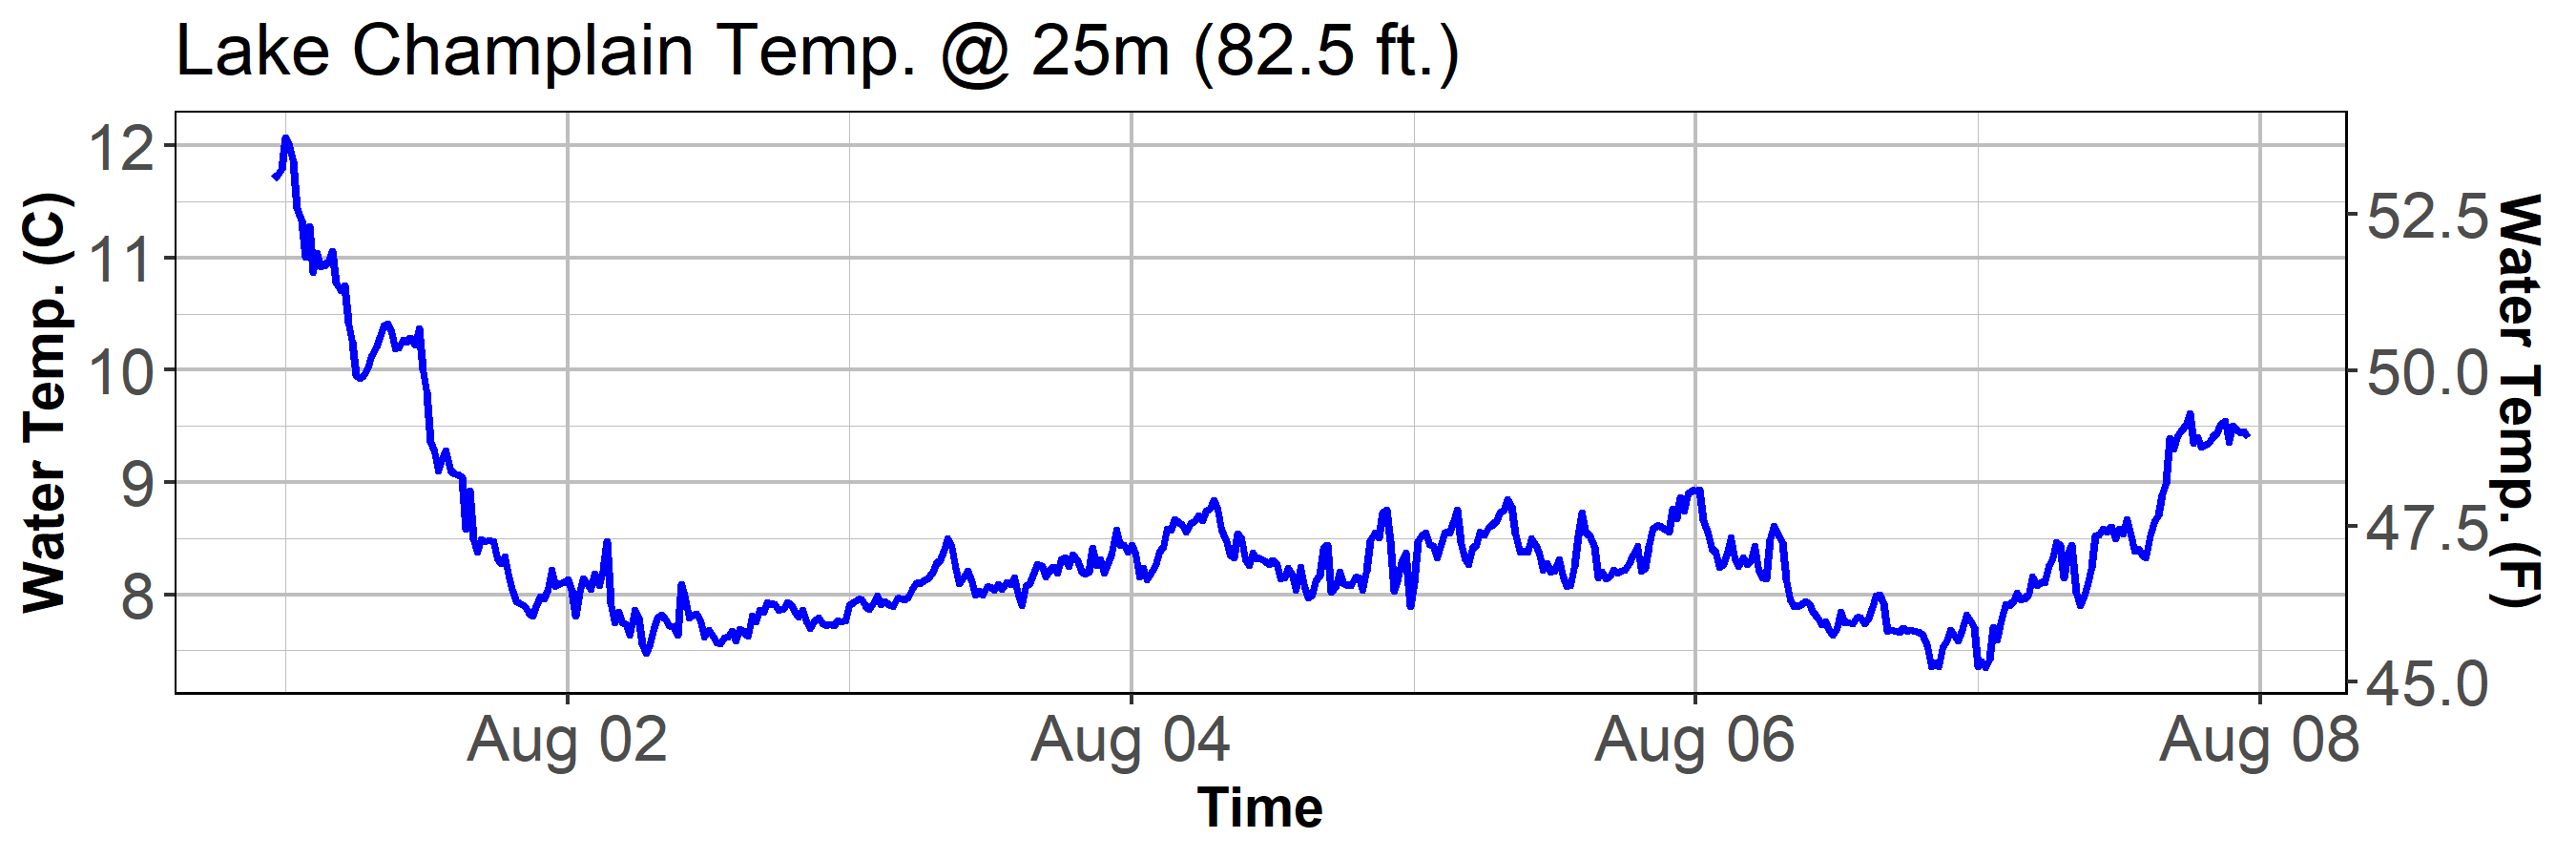 Lake Champlain Temp. @ 25m (82.5 ft.)
Water Temp. (C)
12
11
10
9
8
52.5
50.0
47.5
45.0
Water Temp. (F)
Aug 02 Aug 04 Aug 06 Aug 08
Time